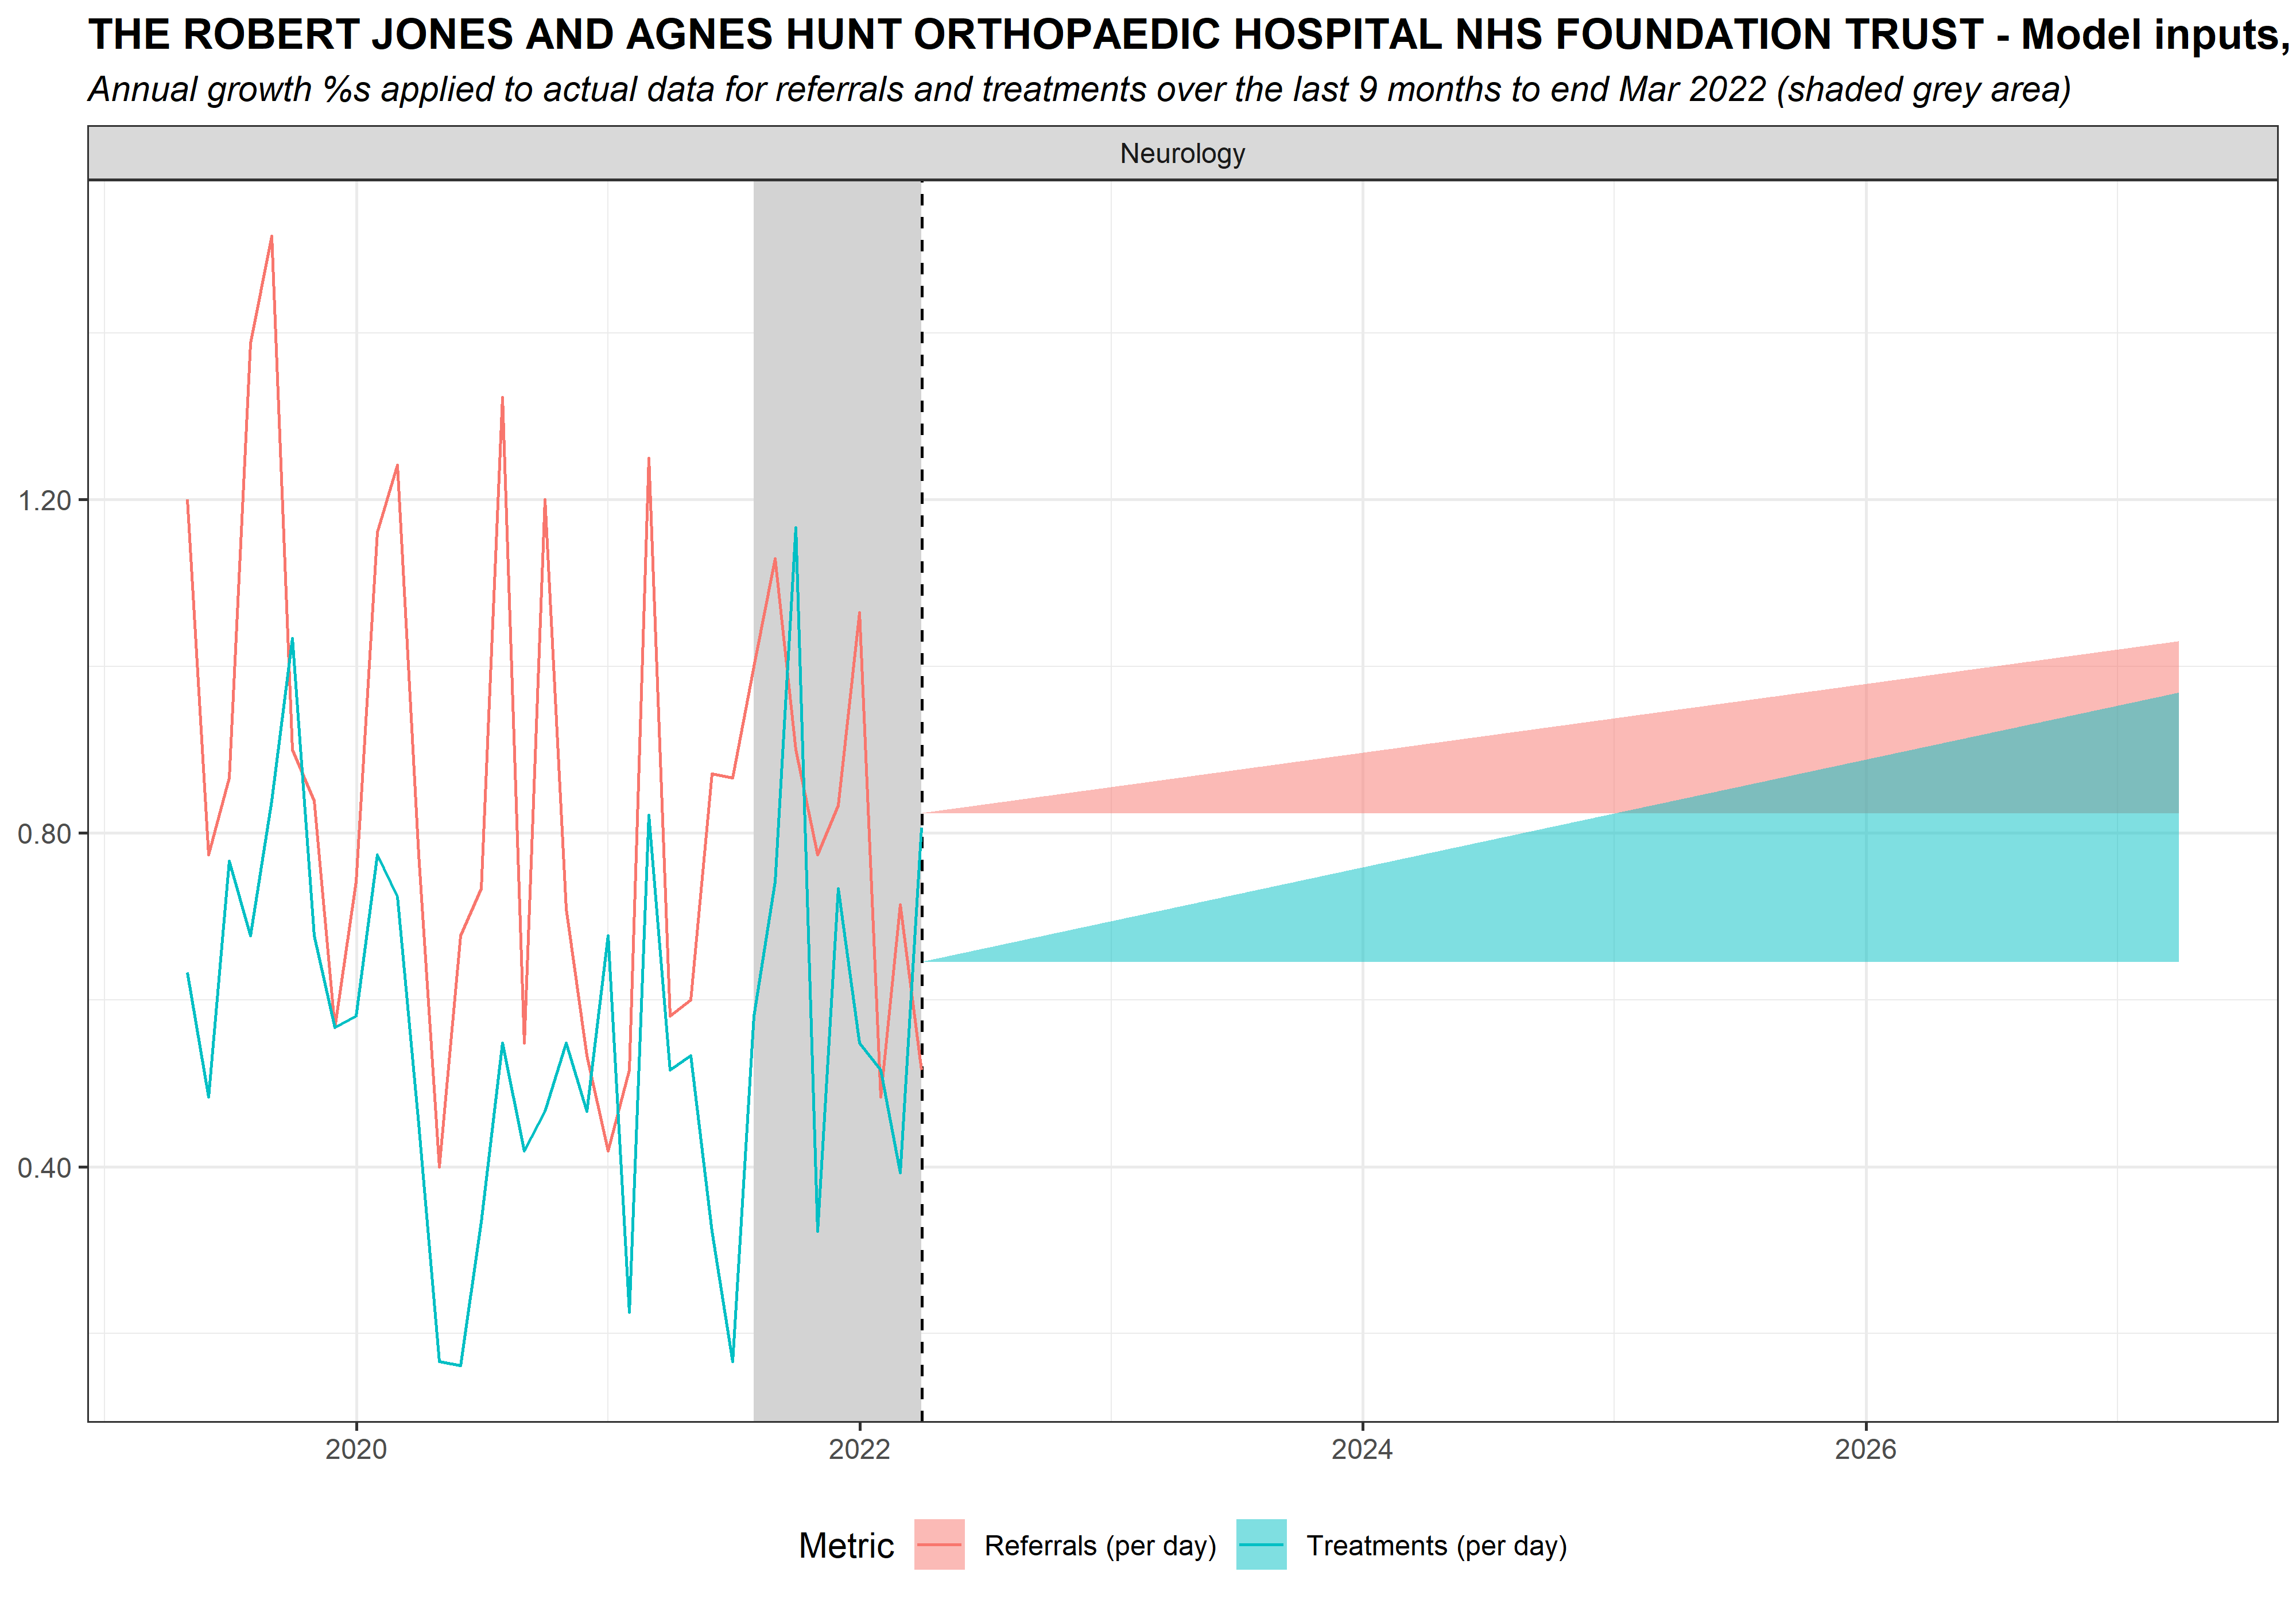 THE ROBERT JONES AND AGNES HUNT ORTHOPAEDIC HOSPITAL NHS FOUNDATION TRUST - Model inputs,
Annual growth %s applied to actual data for referrals and treatments over the last 9 months to end Mar 2022 (shaded grey area)
Neurology
1.20
0.80
0.40
2020 2022 2024 2026
Metric Referrals (per day) Treatments (per day)